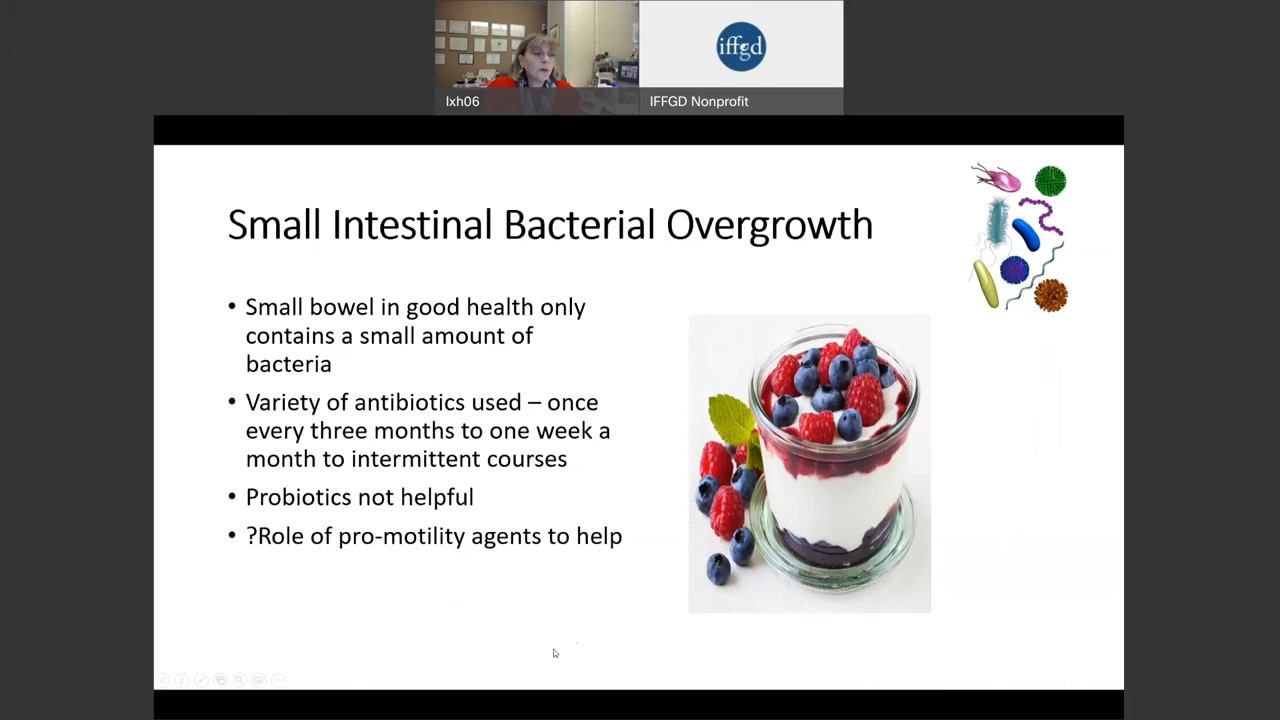 iffgd
lxh06
IFFGD Nonprofit
Small Intestinal Bacterial Overgrowth
• Small bowel in good health only
contains a small amount of
bacteria
• Variety of antibiotics used – once
every three months to one week a
month to intermittent courses
• Probiotics not helpful
• ?Role of pro-motility agents to help